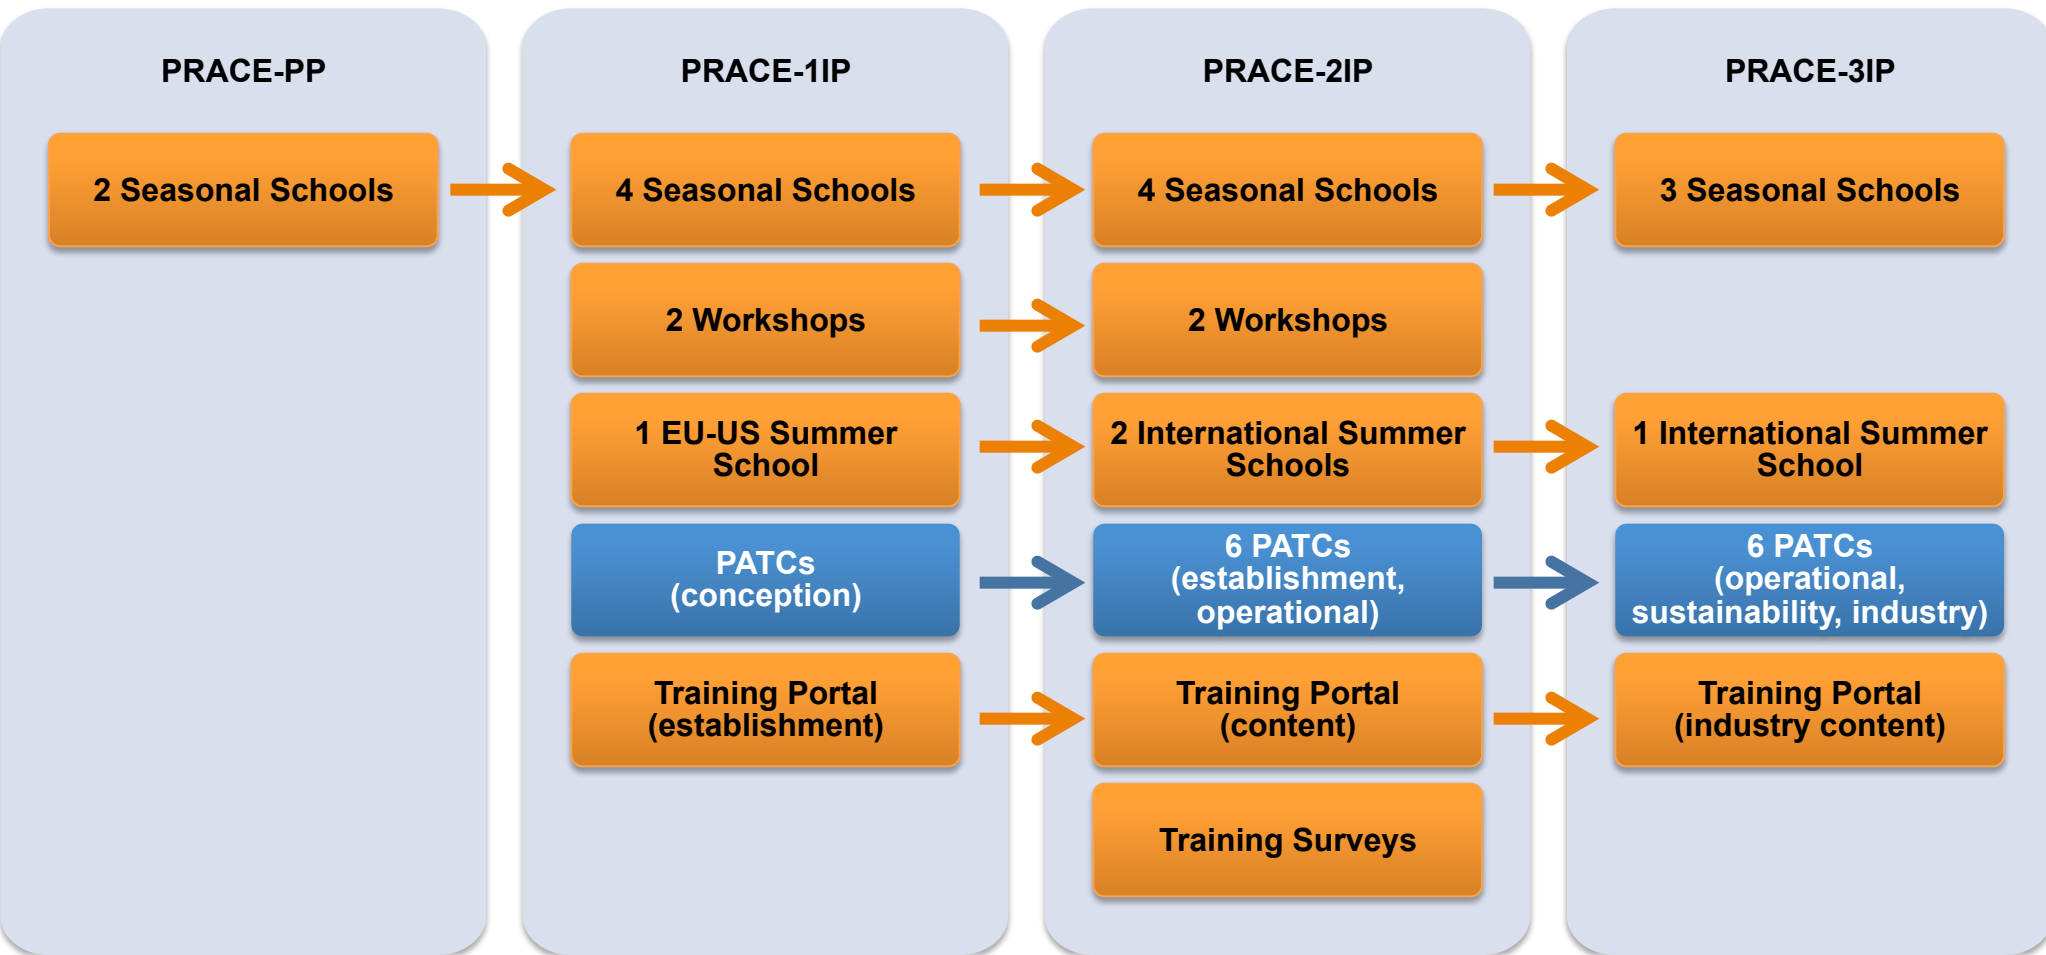 PRACE-PP
2 Seasonal Schools
PRACE-1IP
4 Seasonal Schools
2 Workshops
1 EU-US Summer
School
PATCs
(conception)
Training Portal
(establishment)
PRACE-2IP
4 Seasonal Schools
2 Workshops
2 International Summer
Schools
6 PATCs
(establishment,
operational)
Training Portal
(content)
Training Surveys
PRACE-3IP
3 Seasonal Schools
1 International Summer
School
6 PATCs
(operational,
sustainability, industry)
Training Portal
(industry content)